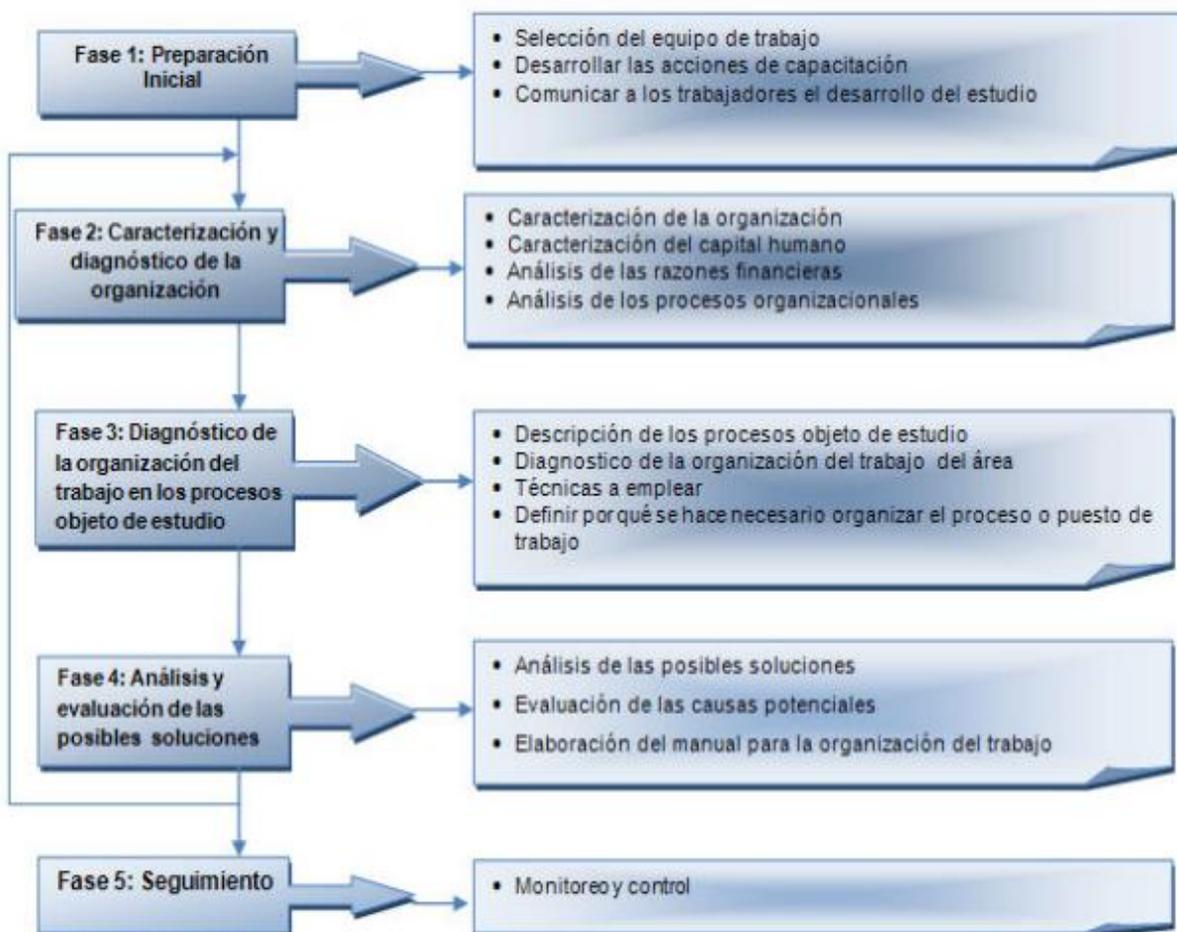 Fase 1: Preparación
Inicial
• Selección del equipo de trabajo
• Desarrollar las acciones de capacitación
• Comunicar a los trabajadores el desarrollo del estudio
Fase 2: Caracterización y
diagnóstico de la
organización
• Caracterización de la organización
• Caracterización del capital humano
• Análisis de las razones financieras
• Análisis de los procesos organizacionales
Fase 3: Diagnóstico de
la organización del
trabajo en los procesos
objeto de estudio
• Descripción de los procesos objeto de estudio
• Diagnostico de la organización del trabajo del área
• Técnicas a emplear
• Definir por qué se hace necesario organizar el proceso o puesto de
trabajo
Fase 4: Análisis y
evaluación de las
posibles soluciones
• Análisis de las posibles soluciones
• Evaluación de las causas potenciales
• Elaboración del manual para la organización del trabajo
Fase 5: Seguimiento
• Monitoreo y control